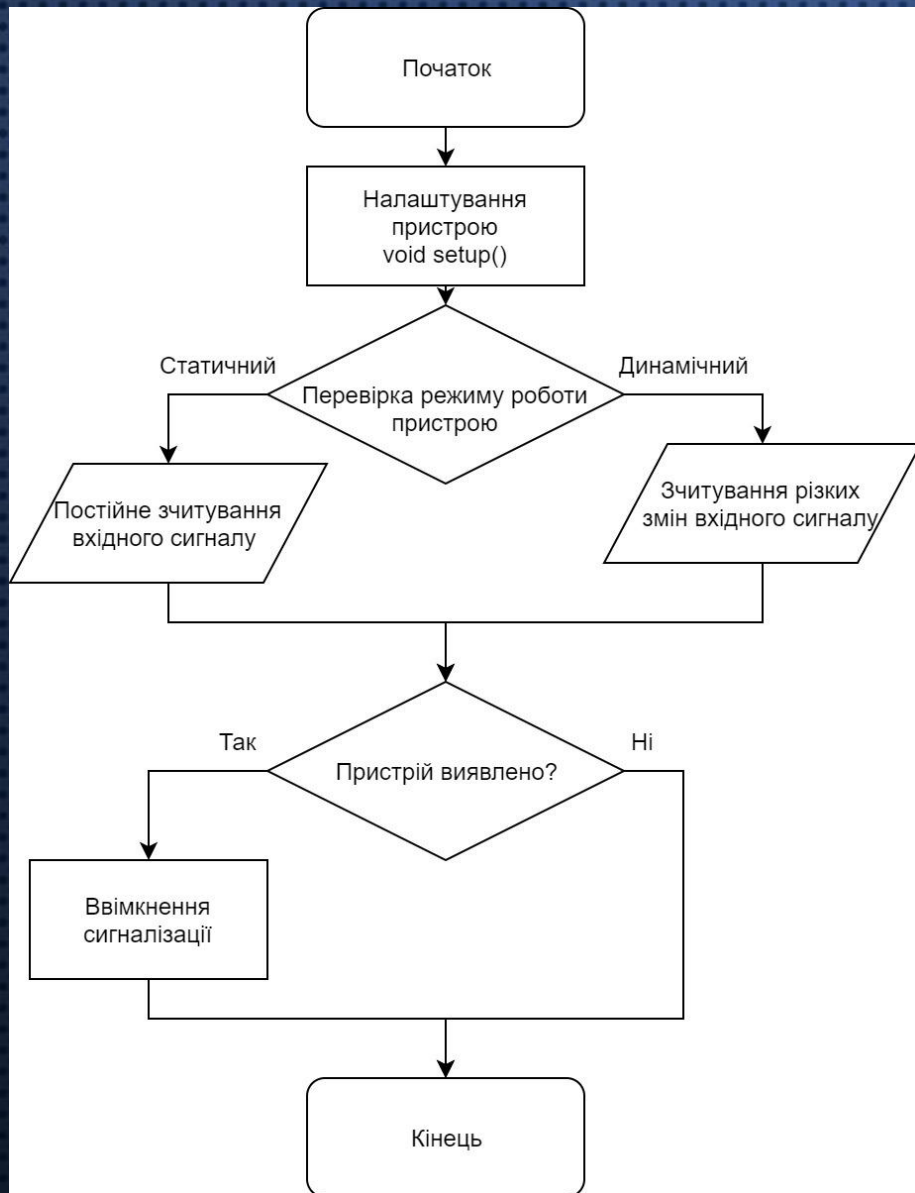 Початок
Налаштування
пристрою
void setup()
Статичний
Динамічний
Перевірка режиму роботи
пристрою
Постійне зчитування
вхідного сигналу
Зчитування різких
змін вхідного сигналу
Так
Ні
Пристрій виявлено?
Ввімкнення
сигналізації
Кінець